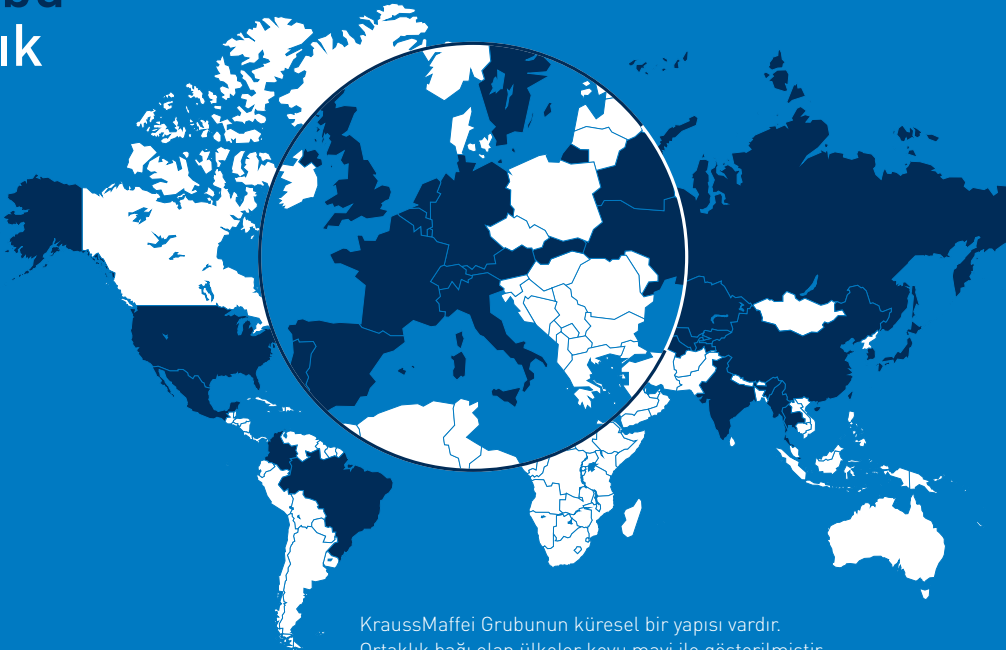 ık
KraussMaffei Grubunun küresel bir yapısı vardır.
Ortaklık bağı olan ülkeler koyu mavi ile gösterilmiştir